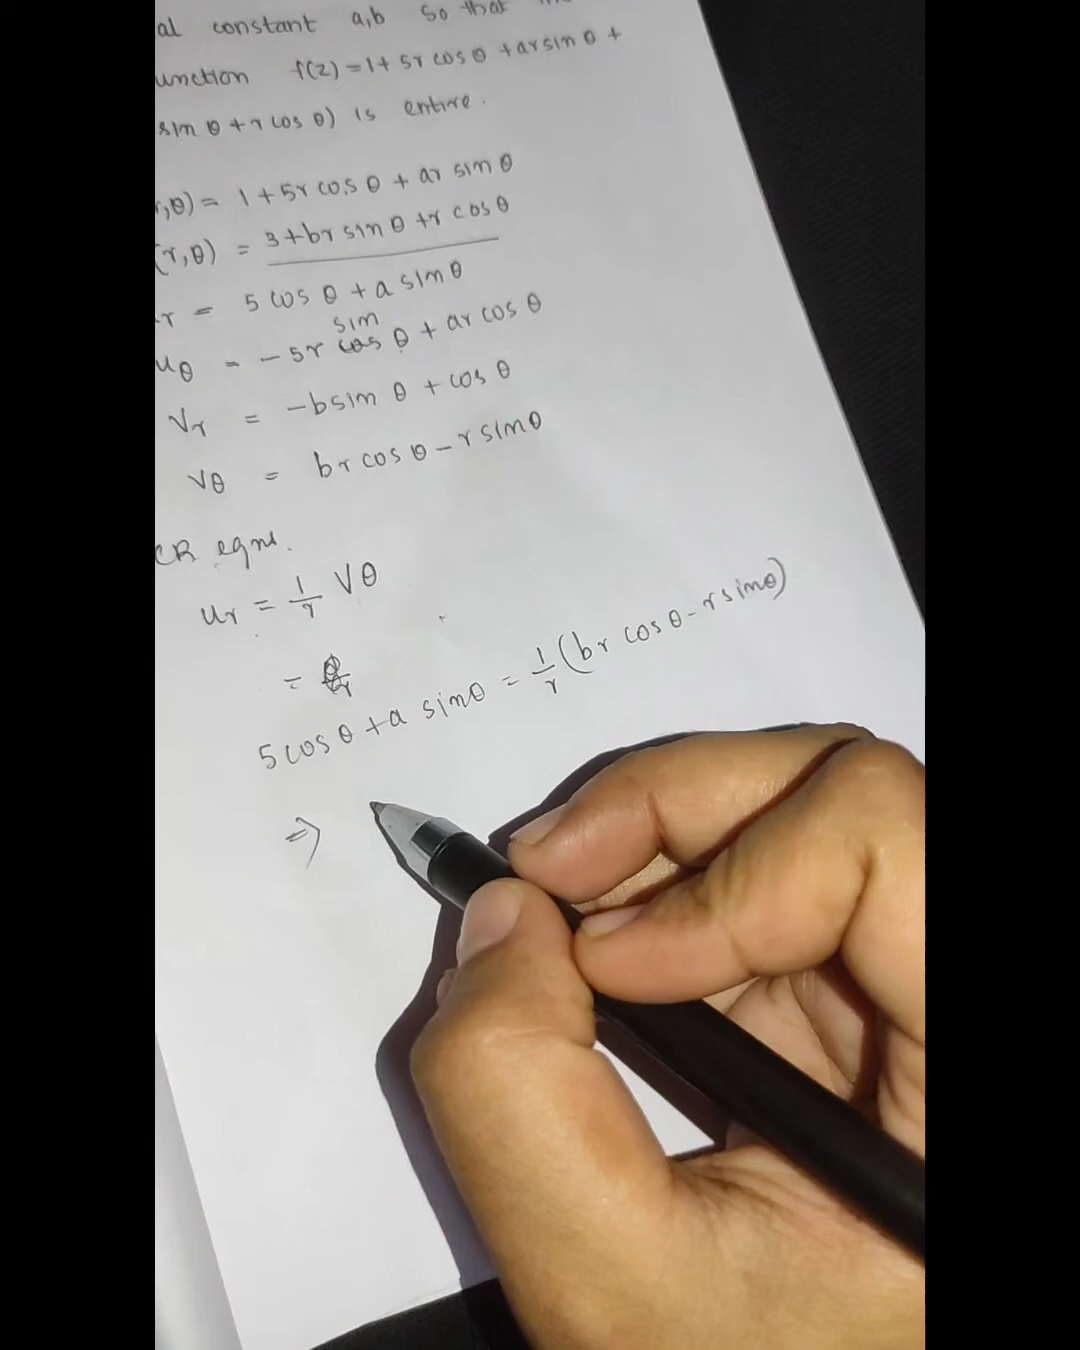 al constant a,b so that
unction f(z)=1+5r cos θ +ar sin θ +
sin θ + r cos θ) is entire.
r,θ) = 1+5r cos θ + ar sin θ
(r,θ) = 3+br sin θ +r cos θ
r = 5 cos θ + a sin θ
sin
uθ = -5r cos θ + ar cos θ
Vr = -b sin θ + cos θ
Vθ = br cos θ - r sin θ
CR eqns.
ur = 1/r Vθ
=
5 cos θ + a sin θ = 1/r (br cos θ - r sin θ)
⇒